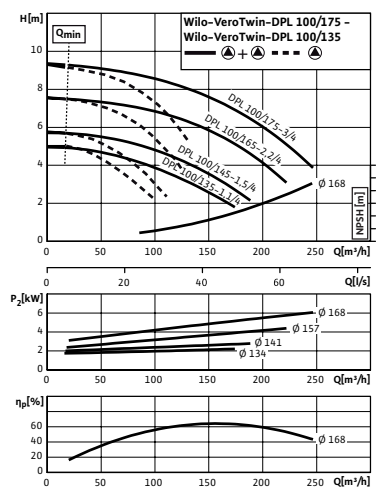 H[m]
Wilo-VeroTwin-DPL 100/175 –
Wilo-VeroTwin-DPL 100/135
+
Qmin
10
8
6
4
2
0
DPL 100/175-3/4
DPL 100/165-2,2/4
DPL 100/145-1,5/4
DPL 100/135-1,1/4
Ø 168
NPSH [m]
0 50 100 150 200 250 Q[m³/h]
0 20 40 60 Q[l/s]
P2[kW]
6
4
2
0
Ø 168
Ø 157
Ø 141
Ø 134
0 50 100 150 200 250 Q[m³/h]
ηp[%]
60
40
20
0
Ø 168
0 50 100 150 200 250 Q[m³/h]